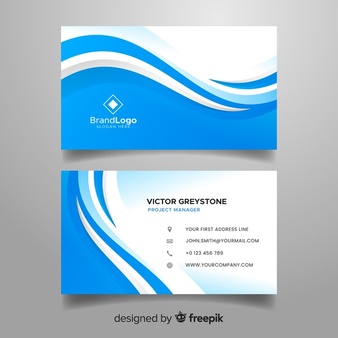 BrandLogo
SLOGAN HERE
VICTOR GREYSTONE
PROJECT MANAGER
YOUR FIRST ADDRESS LINE
JOHN.SMITH@YOURMAIL.COM
+0 123 456 789
WWW.YOURCOMPANY.COM
designed by freepik